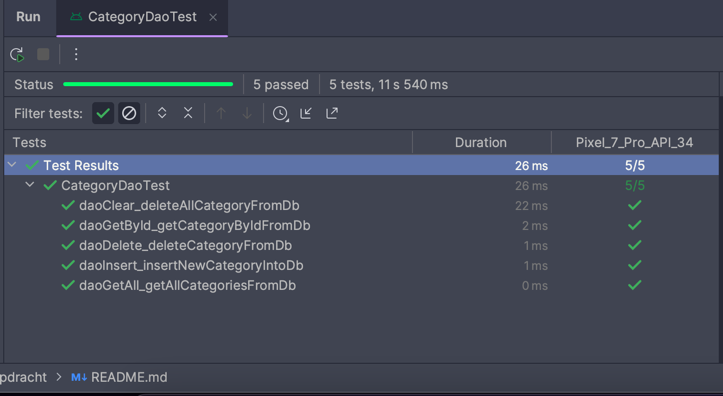 Run CategoryDaoTest
Status 5 passed 5 tests, 11 s 540 ms
Filter tests:
Tests Duration Pixel_7_Pro_API_34
Test Results 26 ms 5/5
CategoryDaoTest 26 ms 5/5
daoClear_deleteAllCategoryFromDb 22 ms
daoGetById_getCategoryByIdFromDb 2 ms
daoDelete_deleteCategoryFromDb 1 ms
daoInsert_insertNewCategoryIntoDb 1 ms
daoGetAll_getAllCategoriesFromDb 0 ms
pdracht > M↓ README.md